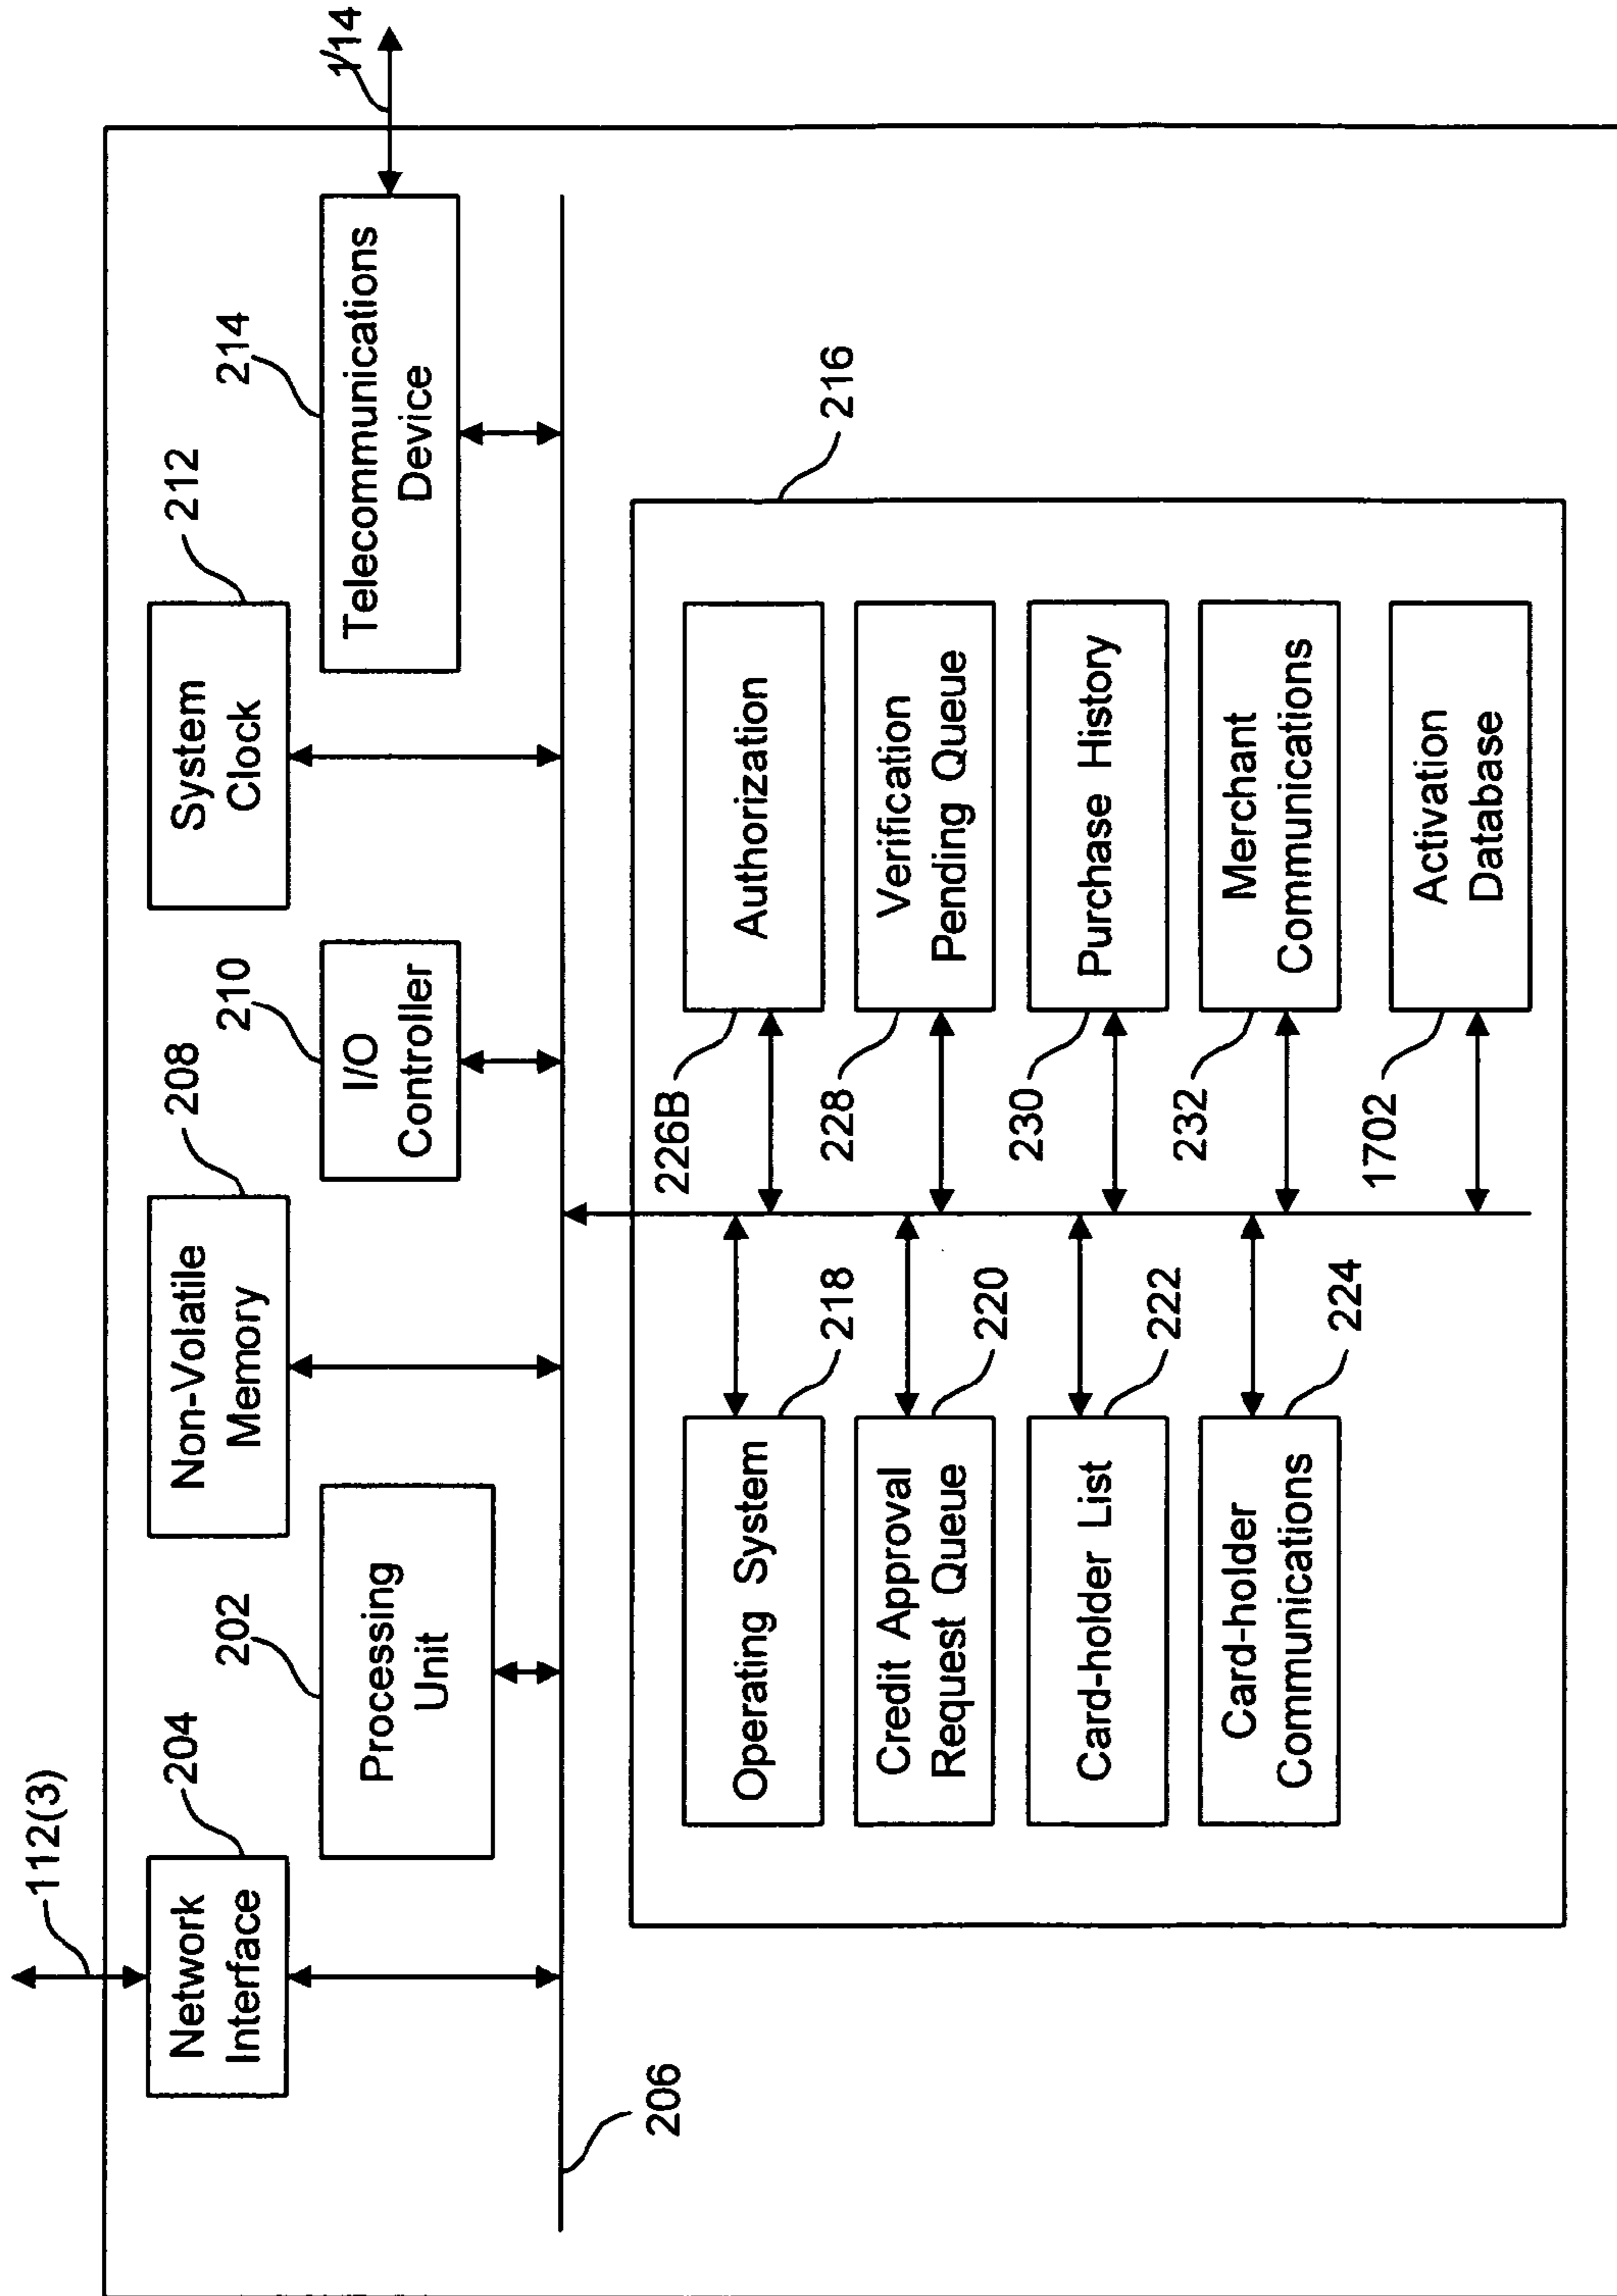 112(3)
204
208
212
Network
Interface
Non-Volatile
Memory
System
Clock
202
210
214
Processing
Unit
I/O
Controller
Telecommunications
Device
114
206
216
Operating System
218
226B
Authorization
Credit Approval
Request Queue
220
228
Verification
Pending Queue
Card-holder List
222
230
Purchase History
Card-holder
Communications
224
232
Merchant
Communications
1702
Activation
Database